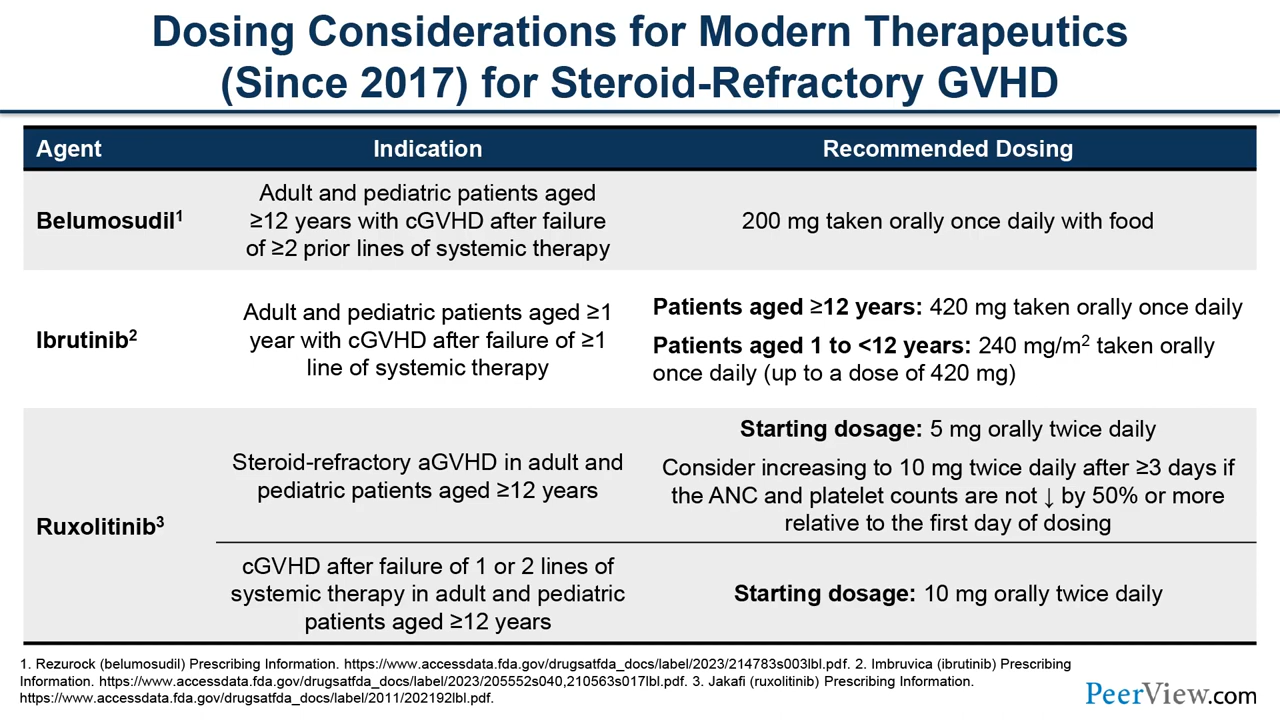 Dosing Considerations for Modern Therapeutics
(Since 2017) for Steroid-Refractory GVHD
Agent Indication Recommended Dosing
Belumosudil¹
Adult and pediatric patients aged
≥12 years with cGVHD after failure
of ≥2 prior lines of systemic therapy
200 mg taken orally once daily with food
Ibrutinib²
Adult and pediatric patients aged ≥1
year with cGVHD after failure of ≥1
line of systemic therapy
Patients aged ≥12 years: 420 mg taken orally once daily
Patients aged 1 to <12 years: 240 mg/m² taken orally
once daily (up to a dose of 420 mg)
Ruxolitinib³
Steroid-refractory aGVHD in adult and
pediatric patients aged ≥12 years
Starting dosage: 5 mg orally twice daily
Consider increasing to 10 mg twice daily after ≥3 days if
the ANC and platelet counts are not ↓ by 50% or more
relative to the first day of dosing
cGVHD after failure of 1 or 2 lines of
systemic therapy in adult and pediatric
patients aged ≥12 years
Starting dosage: 10 mg orally twice daily
1. Rezurock (belumosudil) Prescribing Information. https://www.accessdata.fda.gov/drugsatfda_docs/label/2023/214783s003lbl.pdf. 2. Imbruvica (ibrutinib) Prescribing
Information. https://www.accessdata.fda.gov/drugsatfda_docs/label/2023/205552s040,210563s017lbl.pdf. 3. Jakafi (ruxolitinib) Prescribing Information.
https://www.accessdata.fda.gov/drugsatfda_docs/label/2011/202192lbl.pdf.
PeerView.com